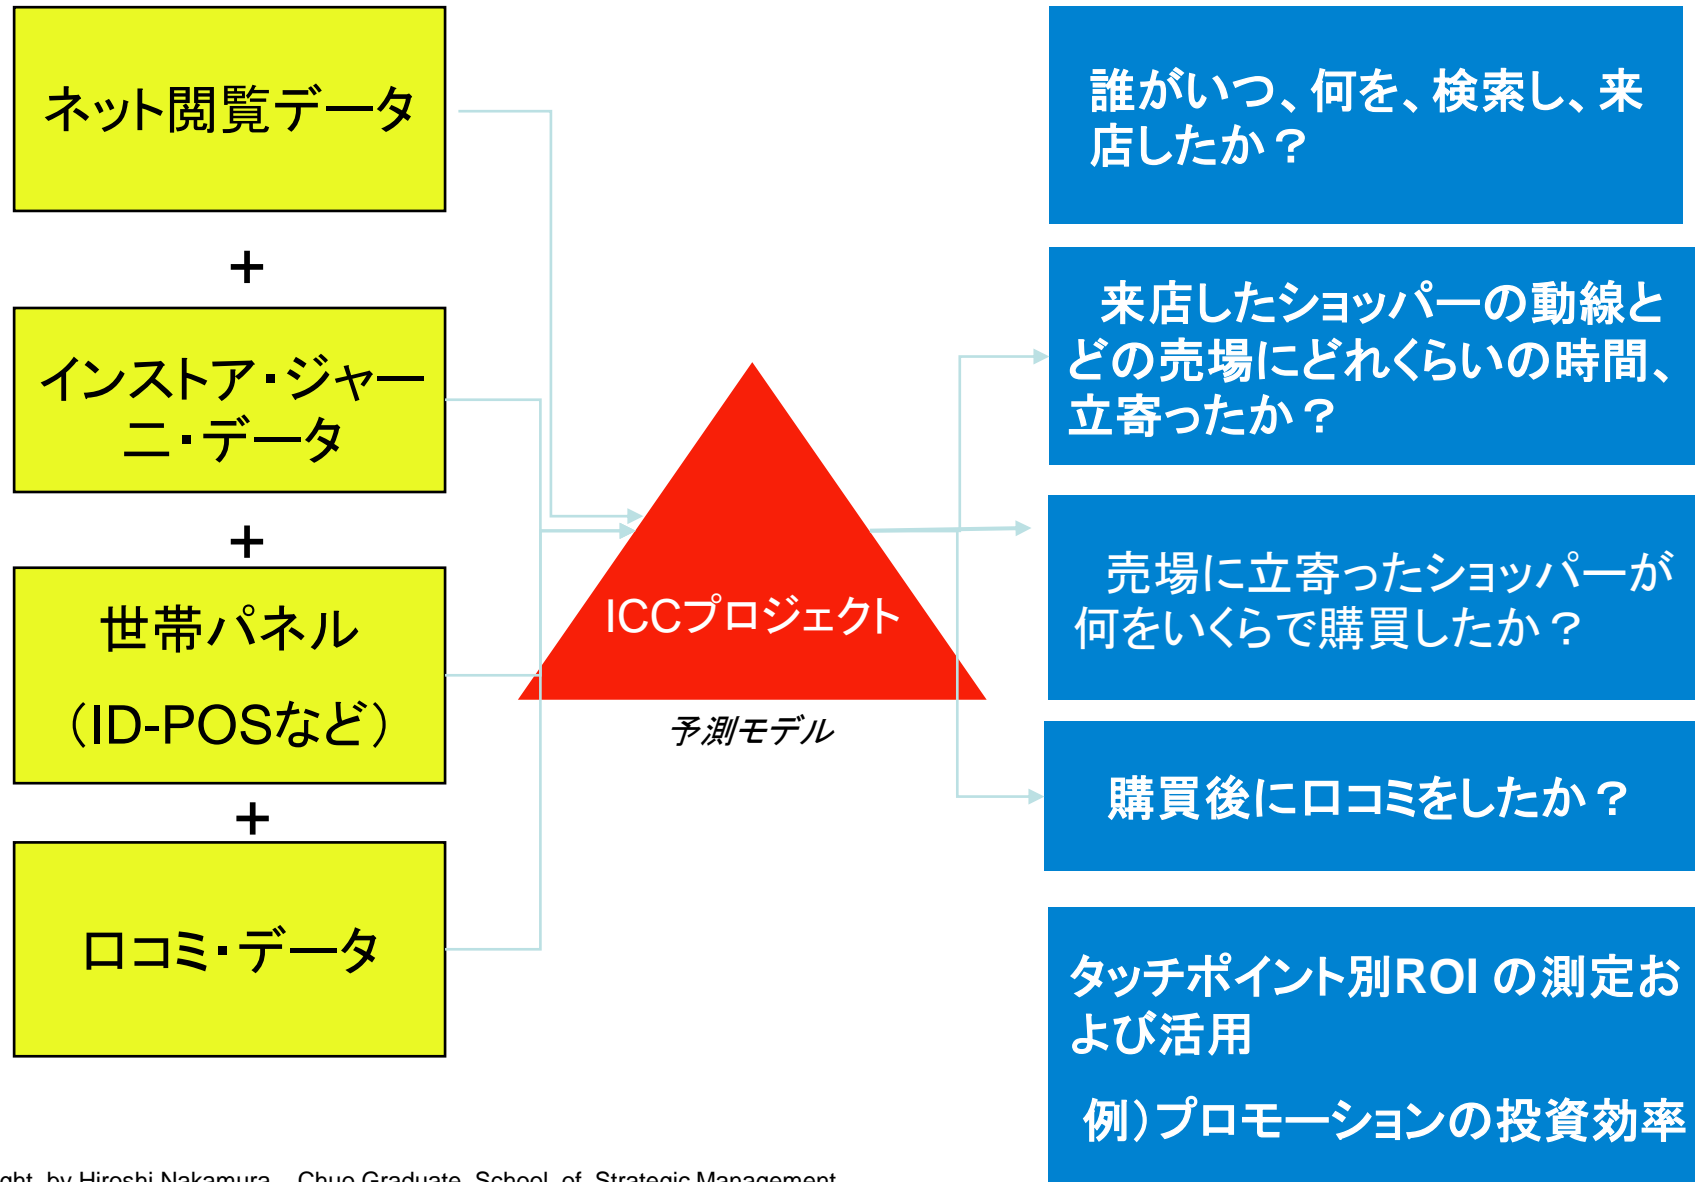 ネット閲覧データ
+
インストア・ジャー
ニ・データ
+
世帯パネル
（ID-POSなど）
+
口コミ・データ
ICCプロジェクト
予測モデル
誰がいつ、何を、検索し、来
店したか？
来店したショッパーの動線と
どの売場にどれくらいの時間、
立寄ったか？
売場に立寄ったショッパーが
何をいくらで購買したか？
購買後に口コミをしたか？
タッチポイント別ROI の測定お
よび活用
例）プロモーションの投資効率
ght by Hiroshi Nakamura Chuo Graduate School of Strategic Management